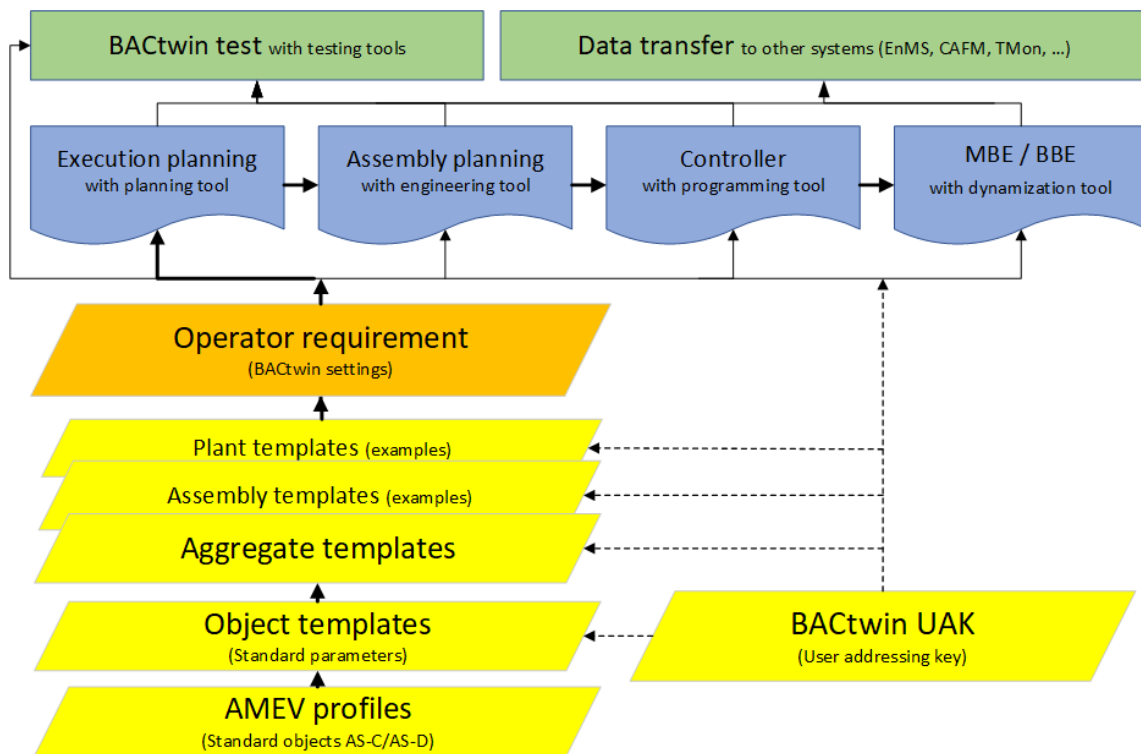 BACtwin test with testing tools
Data transfer to other systems (EnMS, CAFM, TMon, ...)
Execution planning
with planning tool
Assembly planning
with engineering tool
Controller
with programming tool
MBE / BBE
with dynamization tool
Operator requirement
(BACtwin settings)
Plant templates (examples)
Assembly templates (examples)
Aggregate templates
Object templates
(Standard parameters)
BACtwin UAK
(User addressing key)
AMEV profiles
(Standard objects AS-C/AS-D)